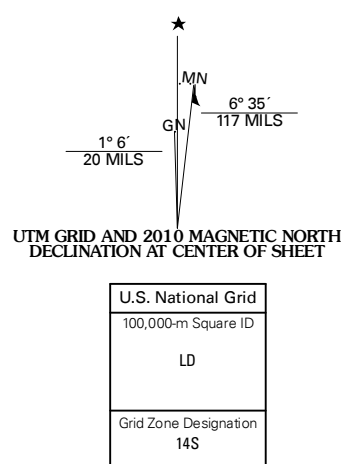 MN
GN
6° 35´
117 MILS
1° 6´
20 MILS
UTM GRID AND 2010 MAGNETIC NORTH
DECLINATION AT CENTER OF SHEET
U.S. National Grid
100,000-m Square ID
LD
Grid Zone Designation
14S